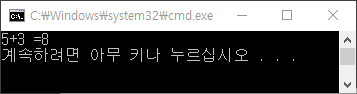 C:₩Windows₩system32₩cmd.exe
5+3 =8
계속하려면 아무 키나 누르십시오 . . .